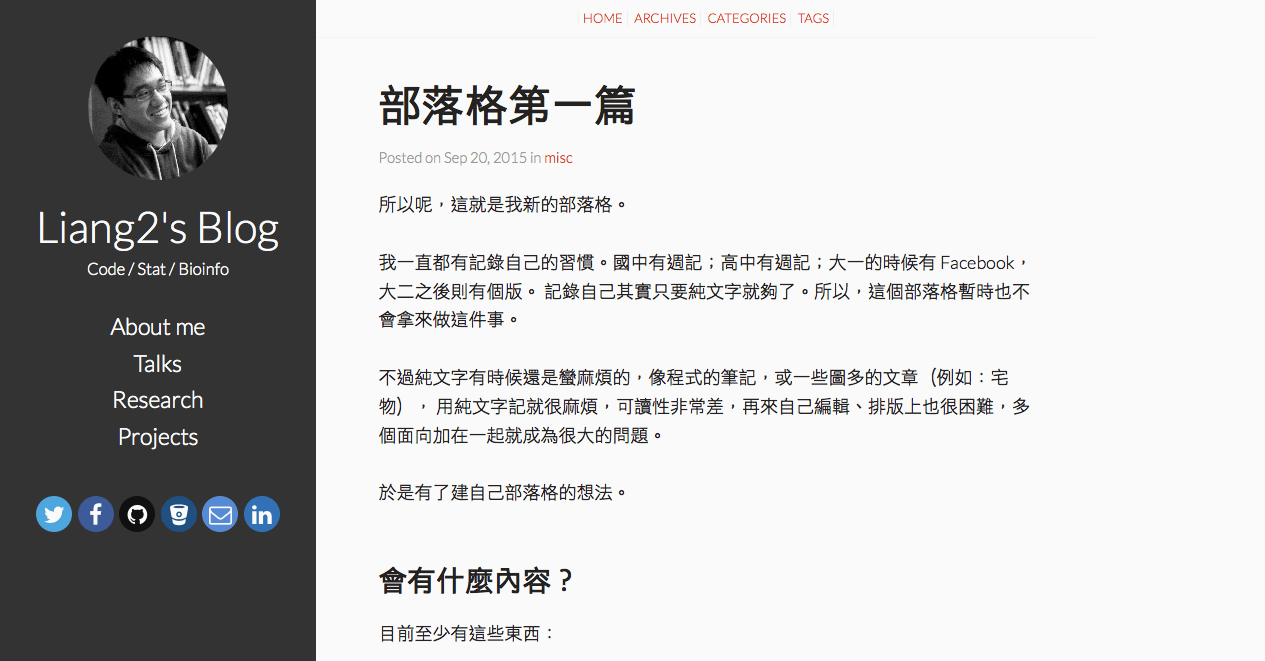 Liang2's Blog
Code / Stat / Bioinfo
About me
Talks
Research
Projects
HOME ARCHIVES CATEGORIES TAGS
部落格第一篇
Posted on Sep 20, 2015 in misc
所以呢，這就是我新的部落格。
我一直都有記錄自己的習慣。國中有週記；高中有週記；大一的時候有 Facebook，
大二之後則有個版。 記錄自己其實只要純文字就夠了。所以，這個部落格暫時也不
會拿來做這件事。
不過純文字有時候還是蠻麻煩的，像程式的筆記，或一些圖多的文章（例如：宅
物），用純文字記就很麻煩，可讀性非常差，再來自己編輯、排版上也很困難，多
個面向加在一起就成為很大的問題。
於是有了建自己部落格的想法。
會有什麼內容？
目前至少有這些東西：